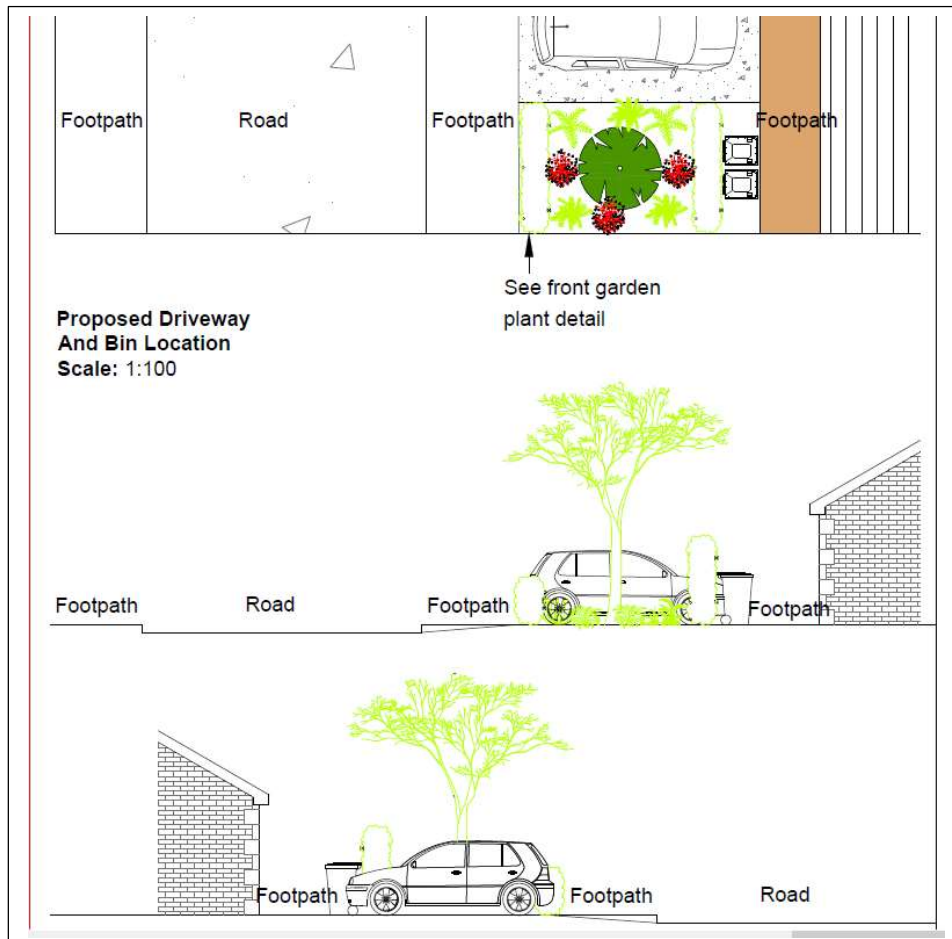 Footpath
Road
Footpath
Footpath
See front garden
plant detail
Proposed Driveway
And Bin Location
Scale: 1:100
Footpath
Road
Footpath
Footpath
Footpath
Footpath
Road